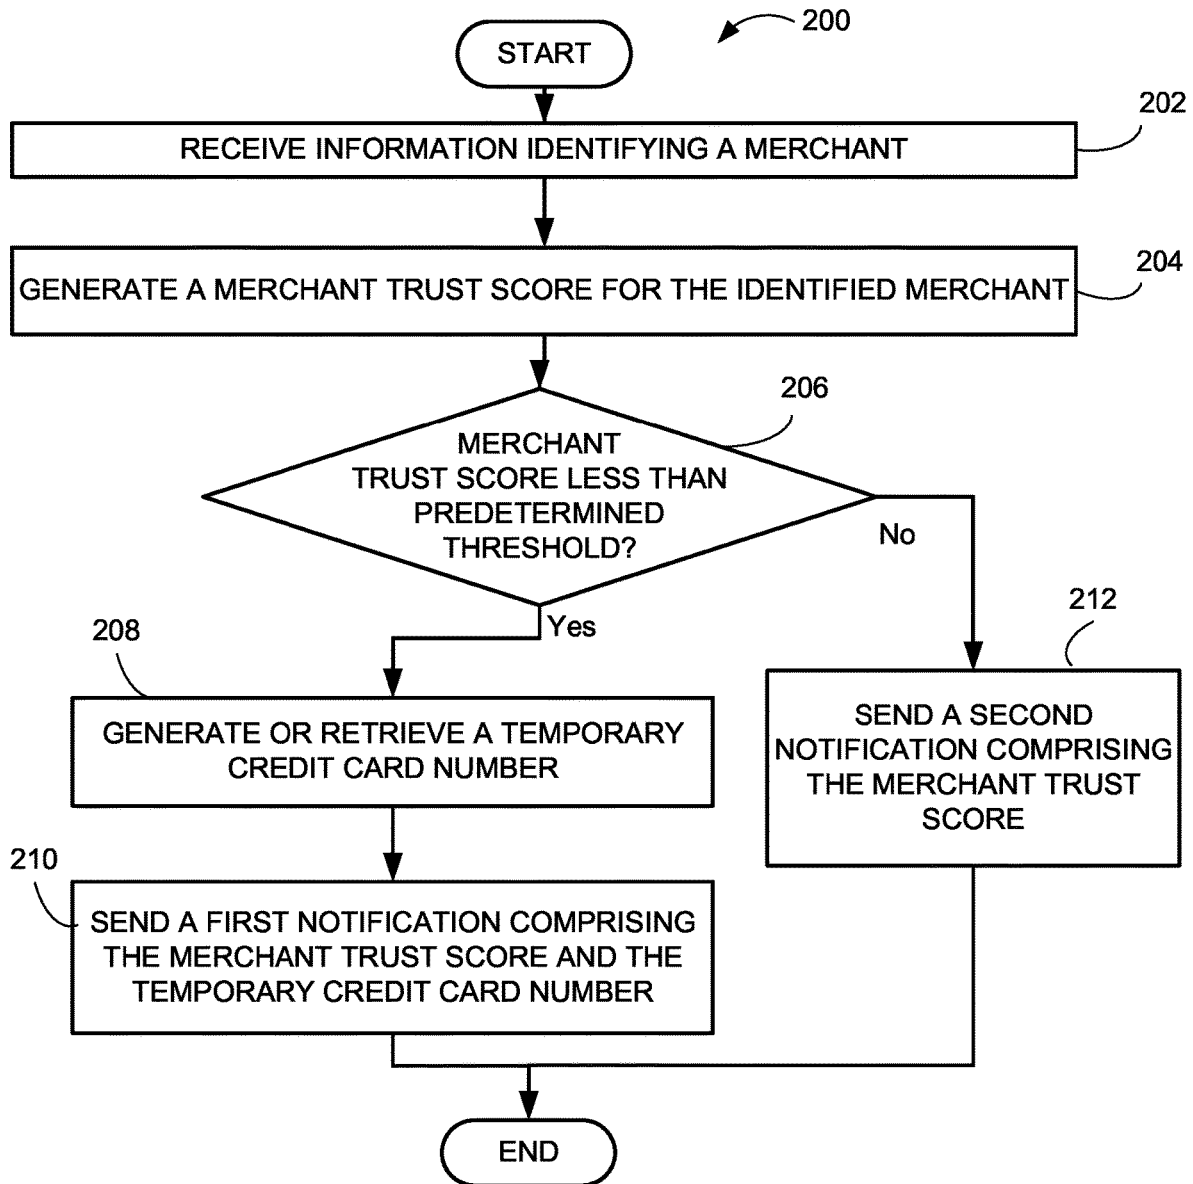 200
START
202
RECEIVE INFORMATION IDENTIFYING A MERCHANT
204
GENERATE A MERCHANT TRUST SCORE FOR THE IDENTIFIED MERCHANT
206
MERCHANT
TRUST SCORE LESS THAN
PREDETERMINED
THRESHOLD?
No
Yes
208
GENERATE OR RETRIEVE A TEMPORARY
CREDIT CARD NUMBER
210
SEND A FIRST NOTIFICATION COMPRISING
THE MERCHANT TRUST SCORE AND THE
TEMPORARY CREDIT CARD NUMBER
212
SEND A SECOND
NOTIFICATION COMPRISING
THE MERCHANT TRUST
SCORE
END